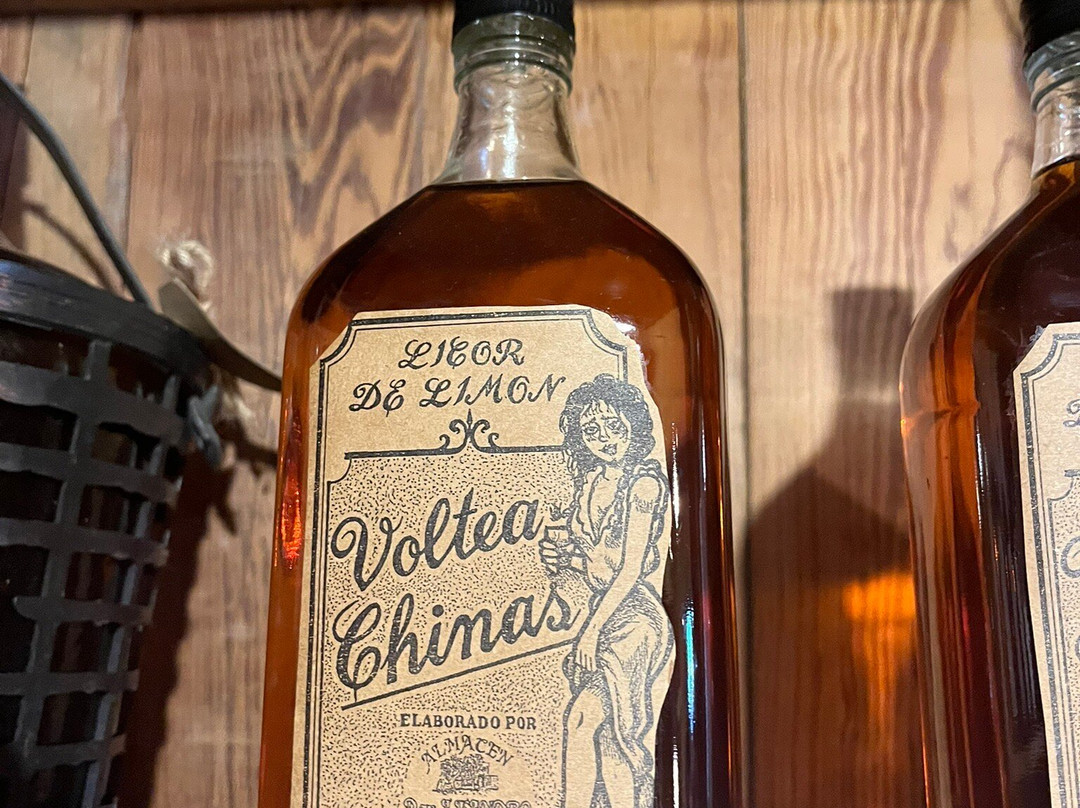 LICOR
DE LIMON
Voltea
Chinas
ELABORADO POR
ALMACEN